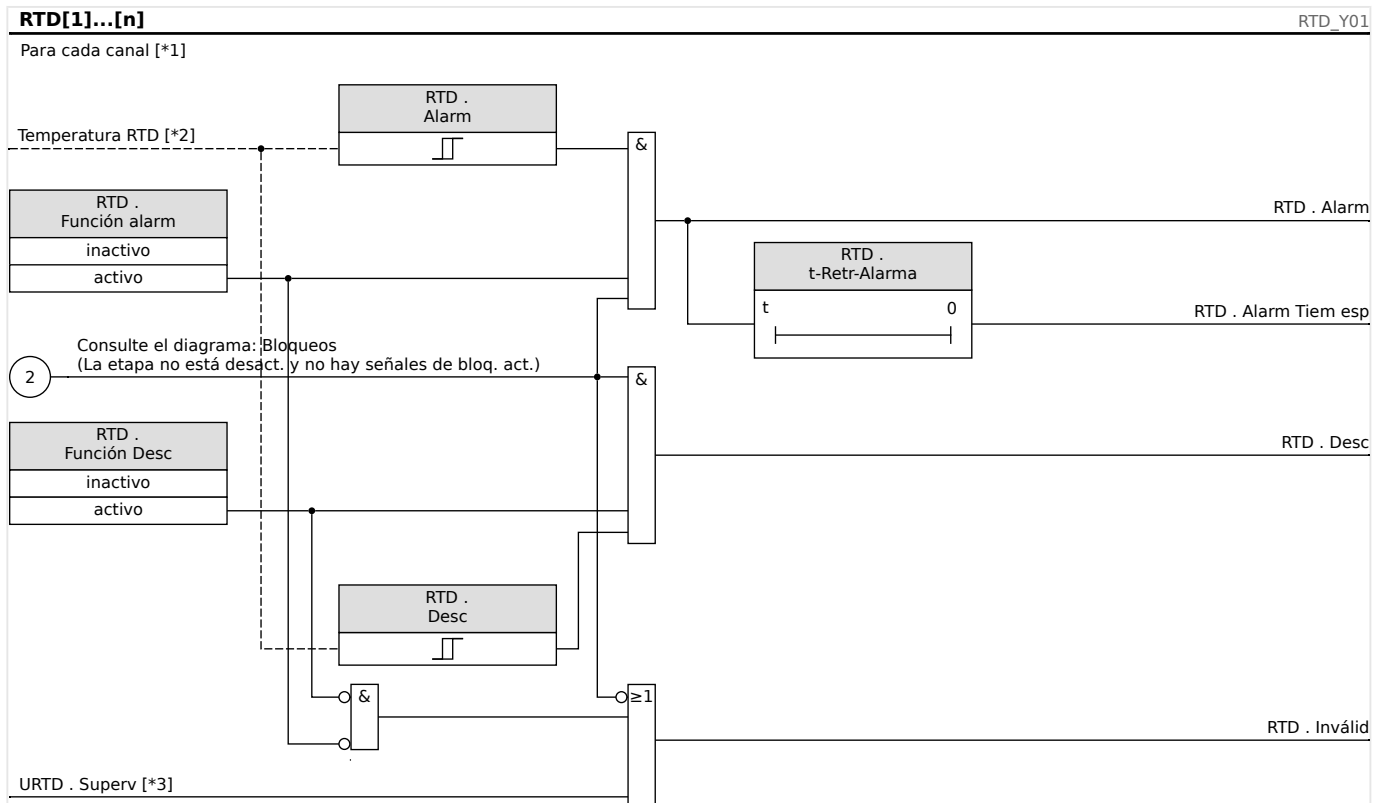 RTD[1]...[n]
RTD_Y01
Para cada canal [*1]
RTD .
Alarm
Temperatura RTD [*2]
&
RTD .
Función alarm
inactivo
activo
RTD . Alarm
RTD .
t-Retr-Alarma
t 0
RTD . Alarm Tiem esp
Consulte el diagrama: Bloqueos
(La etapa no está desact. y no hay señales de bloq. act.)
2
&
RTD .
Función Desc
inactivo
activo
RTD . Desc
RTD .
Desc
&
≥1
RTD . Inválid
URTD . Superv [*3]